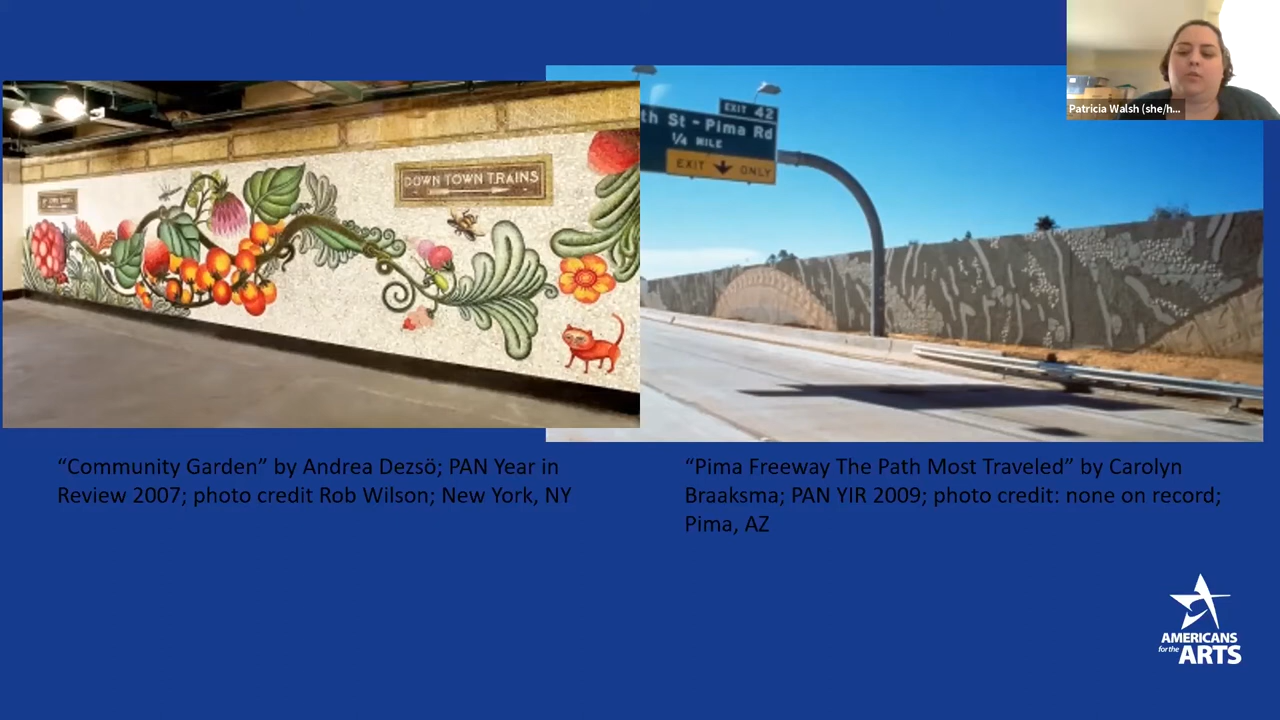 Patricia Walsh (she/h...
DOWN TOWN TRAINS
EXIT 42
th St - Pima Rd
¼ MILE
EXIT ONLY
“Community Garden” by Andrea Dezsö; PAN Year in
Review 2007; photo credit Rob Wilson; New York, NY
“Pima Freeway The Path Most Traveled” by Carolyn
Braaksma; PAN YIR 2009; photo credit: none on record;
Pima, AZ
AMERICANS
for the
ARTS